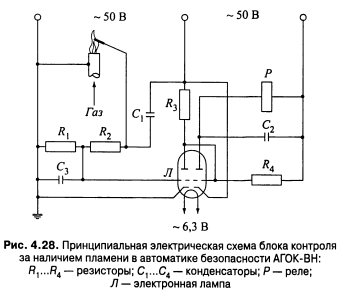 ~ 50 В
~ 50 В
Газ
C₁
R₃
P
C₂
R₁
R₂
C₃
Л
R₄
~ 6,3 В
Рис. 4.28. Принципиальная электрическая схема блока контроля
за наличием пламени в автоматике безопасности АГОК-ВН:
R₁...R₄ — резисторы; C₁...C₄ — конденсаторы; P — реле;
Л — электронная лампа